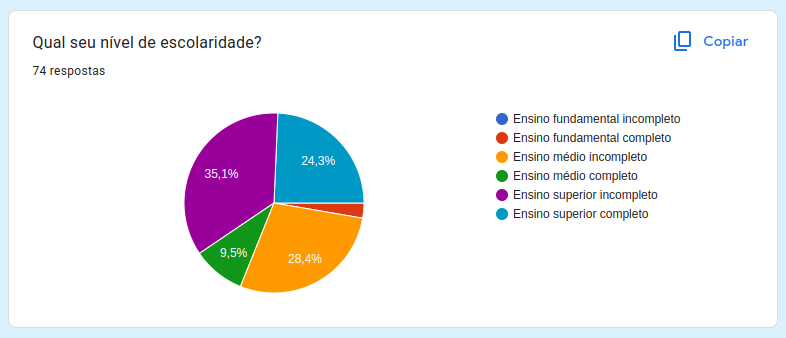 Qual seu nível de escolaridade?
Copiar
74 respostas
24,3%
35,1%
9,5%
28,4%
Ensino fundamental incompleto
Ensino fundamental completo
Ensino médio incompleto
Ensino médio completo
Ensino superior incompleto
Ensino superior completo